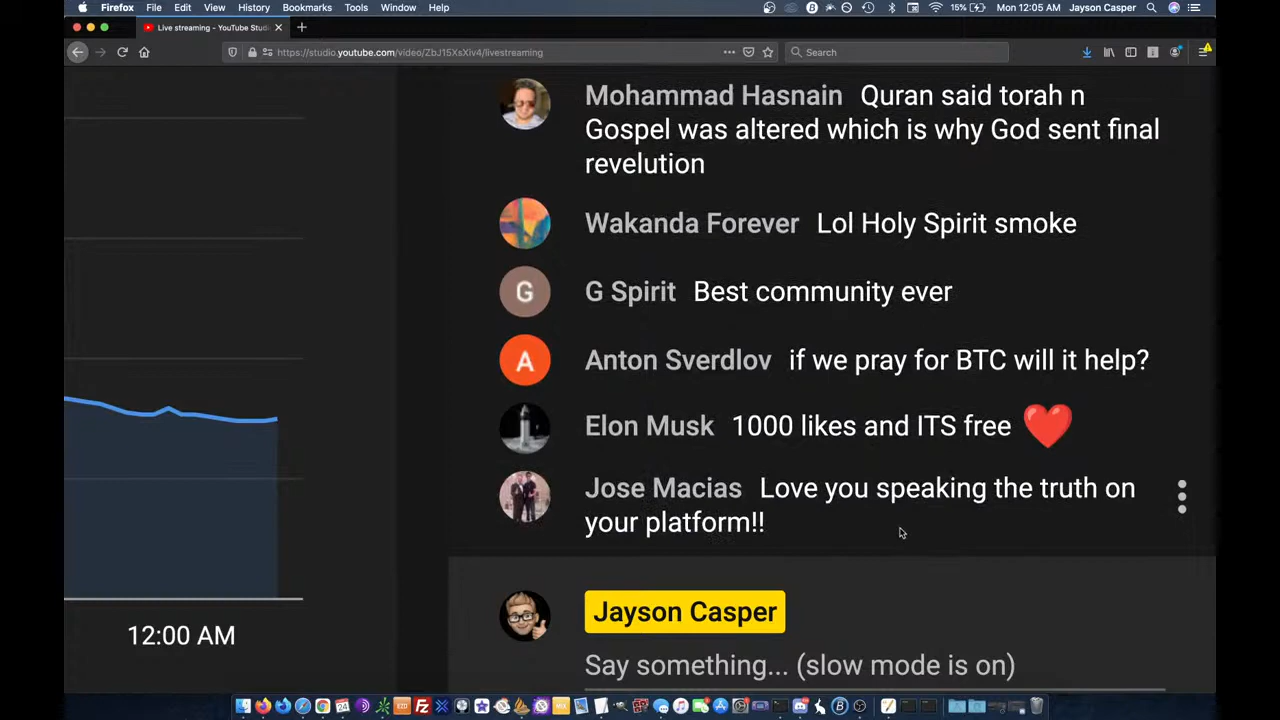 Firefox File Edit View History Bookmarks Tools Window Help 15% Mon 12:05 AM Jayson Casper
Live streaming - YouTube Studi
https://studio.youtube.com/video/ZbJ15XsXiv4/livestreaming Search
Mohammad Hasnain Quran said torah n
Gospel was altered which is why God sent final
revelution
Wakanda Forever Lol Holy Spirit smoke
G G Spirit Best community ever
A Anton Sverdlov if we pray for BTC will it help?
Elon Musk 1000 likes and ITS free ❤️
Jose Macias Love you speaking the truth on
your platform!!
Jayson Casper
12:00 AM
Say something... (slow mode is on)